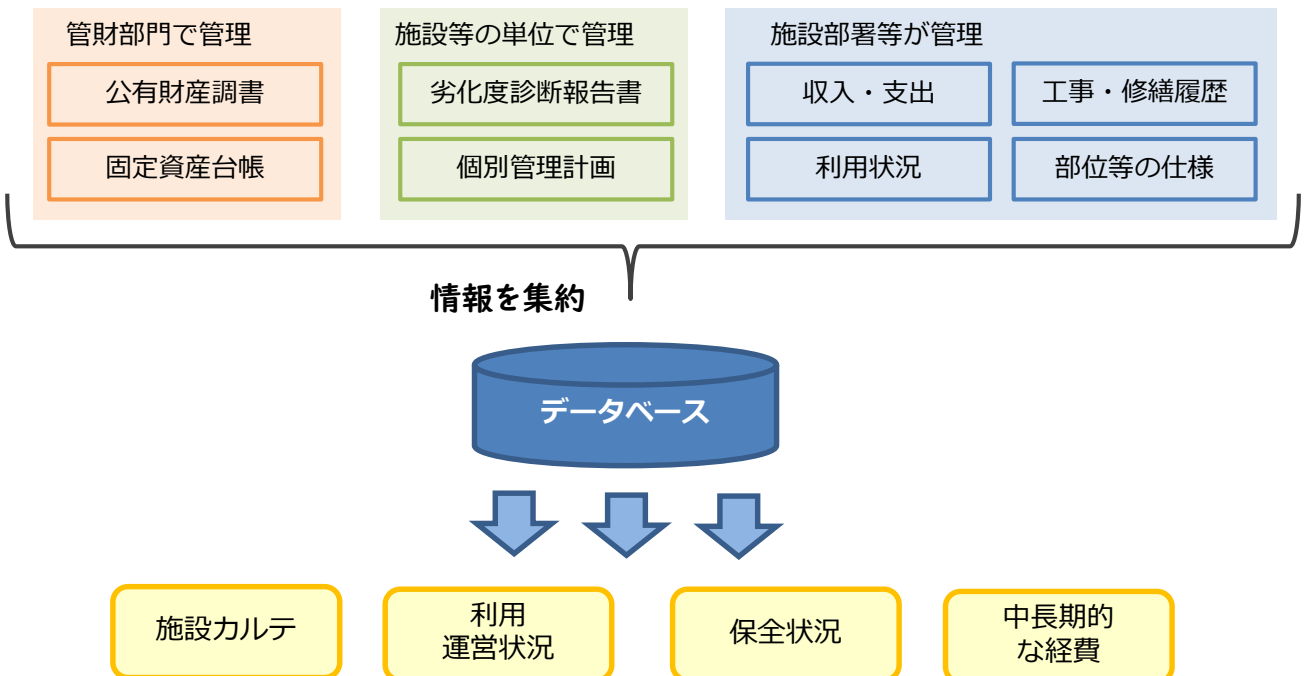 管財部門で管理
公有財産調書
固定資産台帳
施設等の単位で管理
劣化度診断報告書
個別管理計画
施設部署等が管理
収入・支出
工事・修繕履歴
利用状況
部位等の仕様
情報を集約
データベース
施設カルテ
利用
運営状況
保全状況
中長期的
な経費